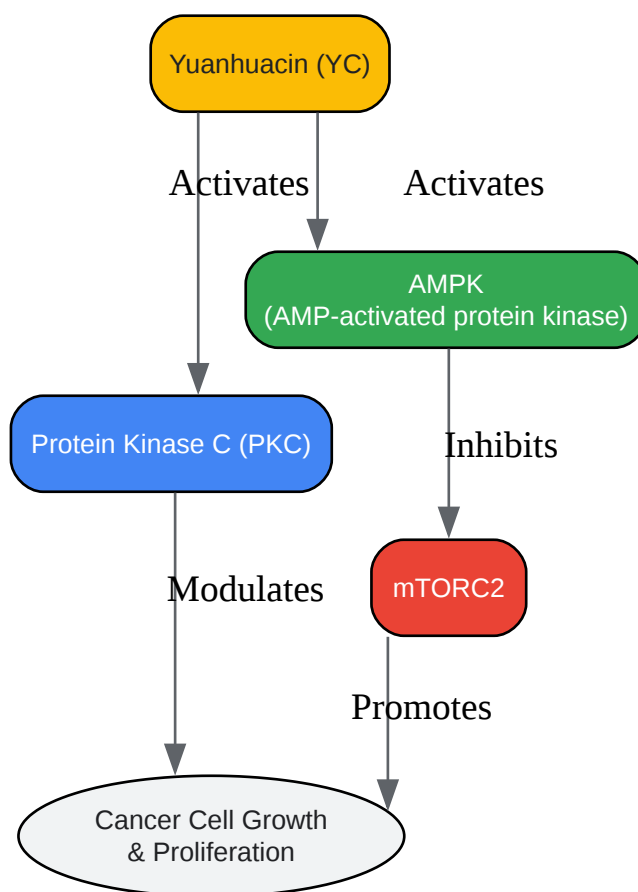 Yuanhuacin (YC)
Activates
Activates
AMPK
(AMP-activated protein kinase)
Protein Kinase C (PKC)
Inhibits
Modulates
mTORC2
Promotes
Cancer Cell Growth
& Proliferation